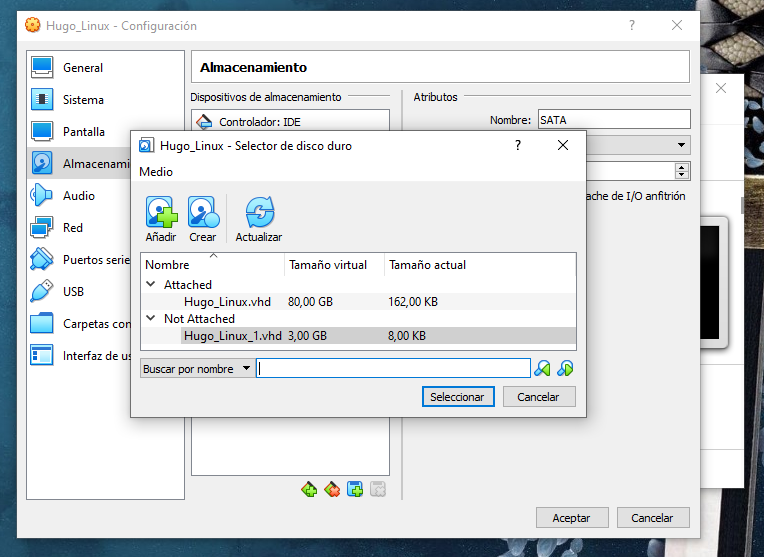 Hugo_Linux - Configuración
?
General
Sistema
Pantalla
Almacenami
Audio
Red
Puertos serie
USB
Carpetas con
Interfaz de us
Almacenamiento
Dispositivos de almacenamiento
Controlador: IDE
Atributos
Nombre: SATA
ache de I/O anfitrión
Hugo_Linux - Selector de disco duro
?
Medio
Añadir Crear Actualizar
Nombre Tamaño virtual Tamaño actual
Attached
Hugo_Linux.vhd 80,00 GB 162,00 KB
Not Attached
Hugo_Linux_1.vhd 3,00 GB 8,00 KB
Buscar por nombre
Seleccionar Cancelar
Aceptar Cancelar